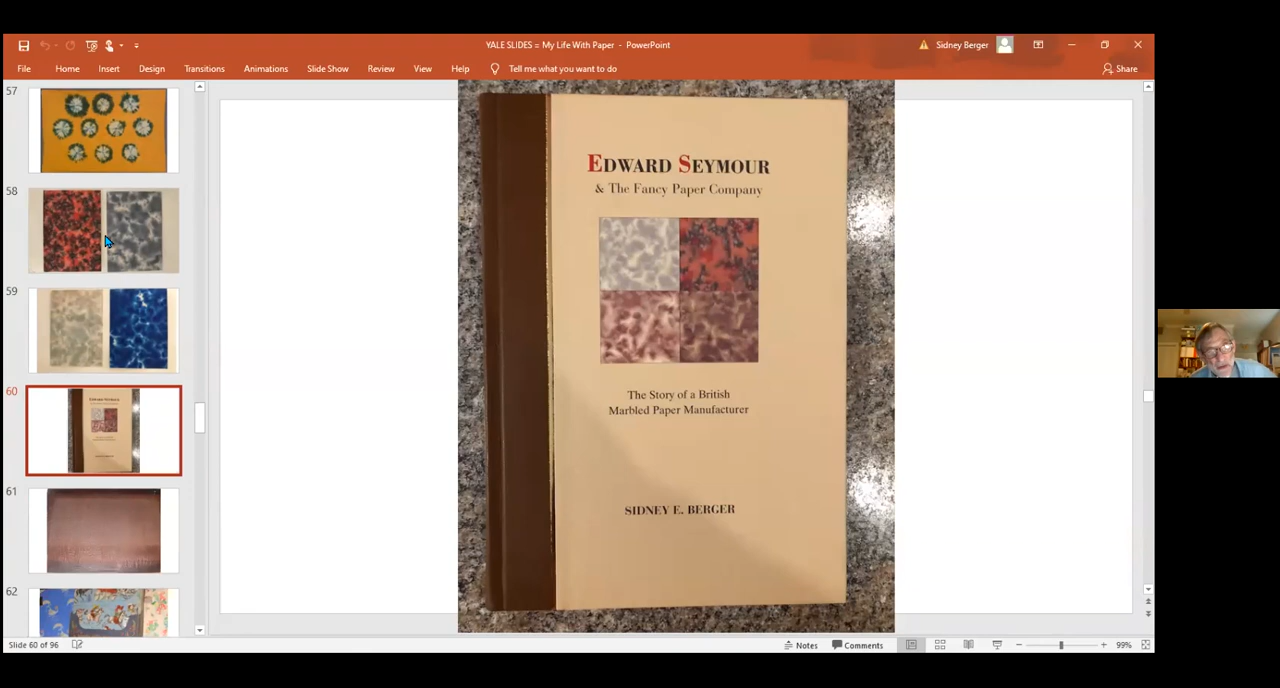 YALE SLIDES = My Life With Paper - PowerPoint
Sidney Berger
File Home Insert Design Transitions Animations Slide Show Review View Help Tell me what you want to do
Share
57
58
59
60
61
62
EDWARD SEYMOUR
& The Fancy Paper Company
The Story of a British
Marbled Paper Manufacturer
SIDNEY E. BERGER
Slide 60 of 96
Notes
Comments
99%